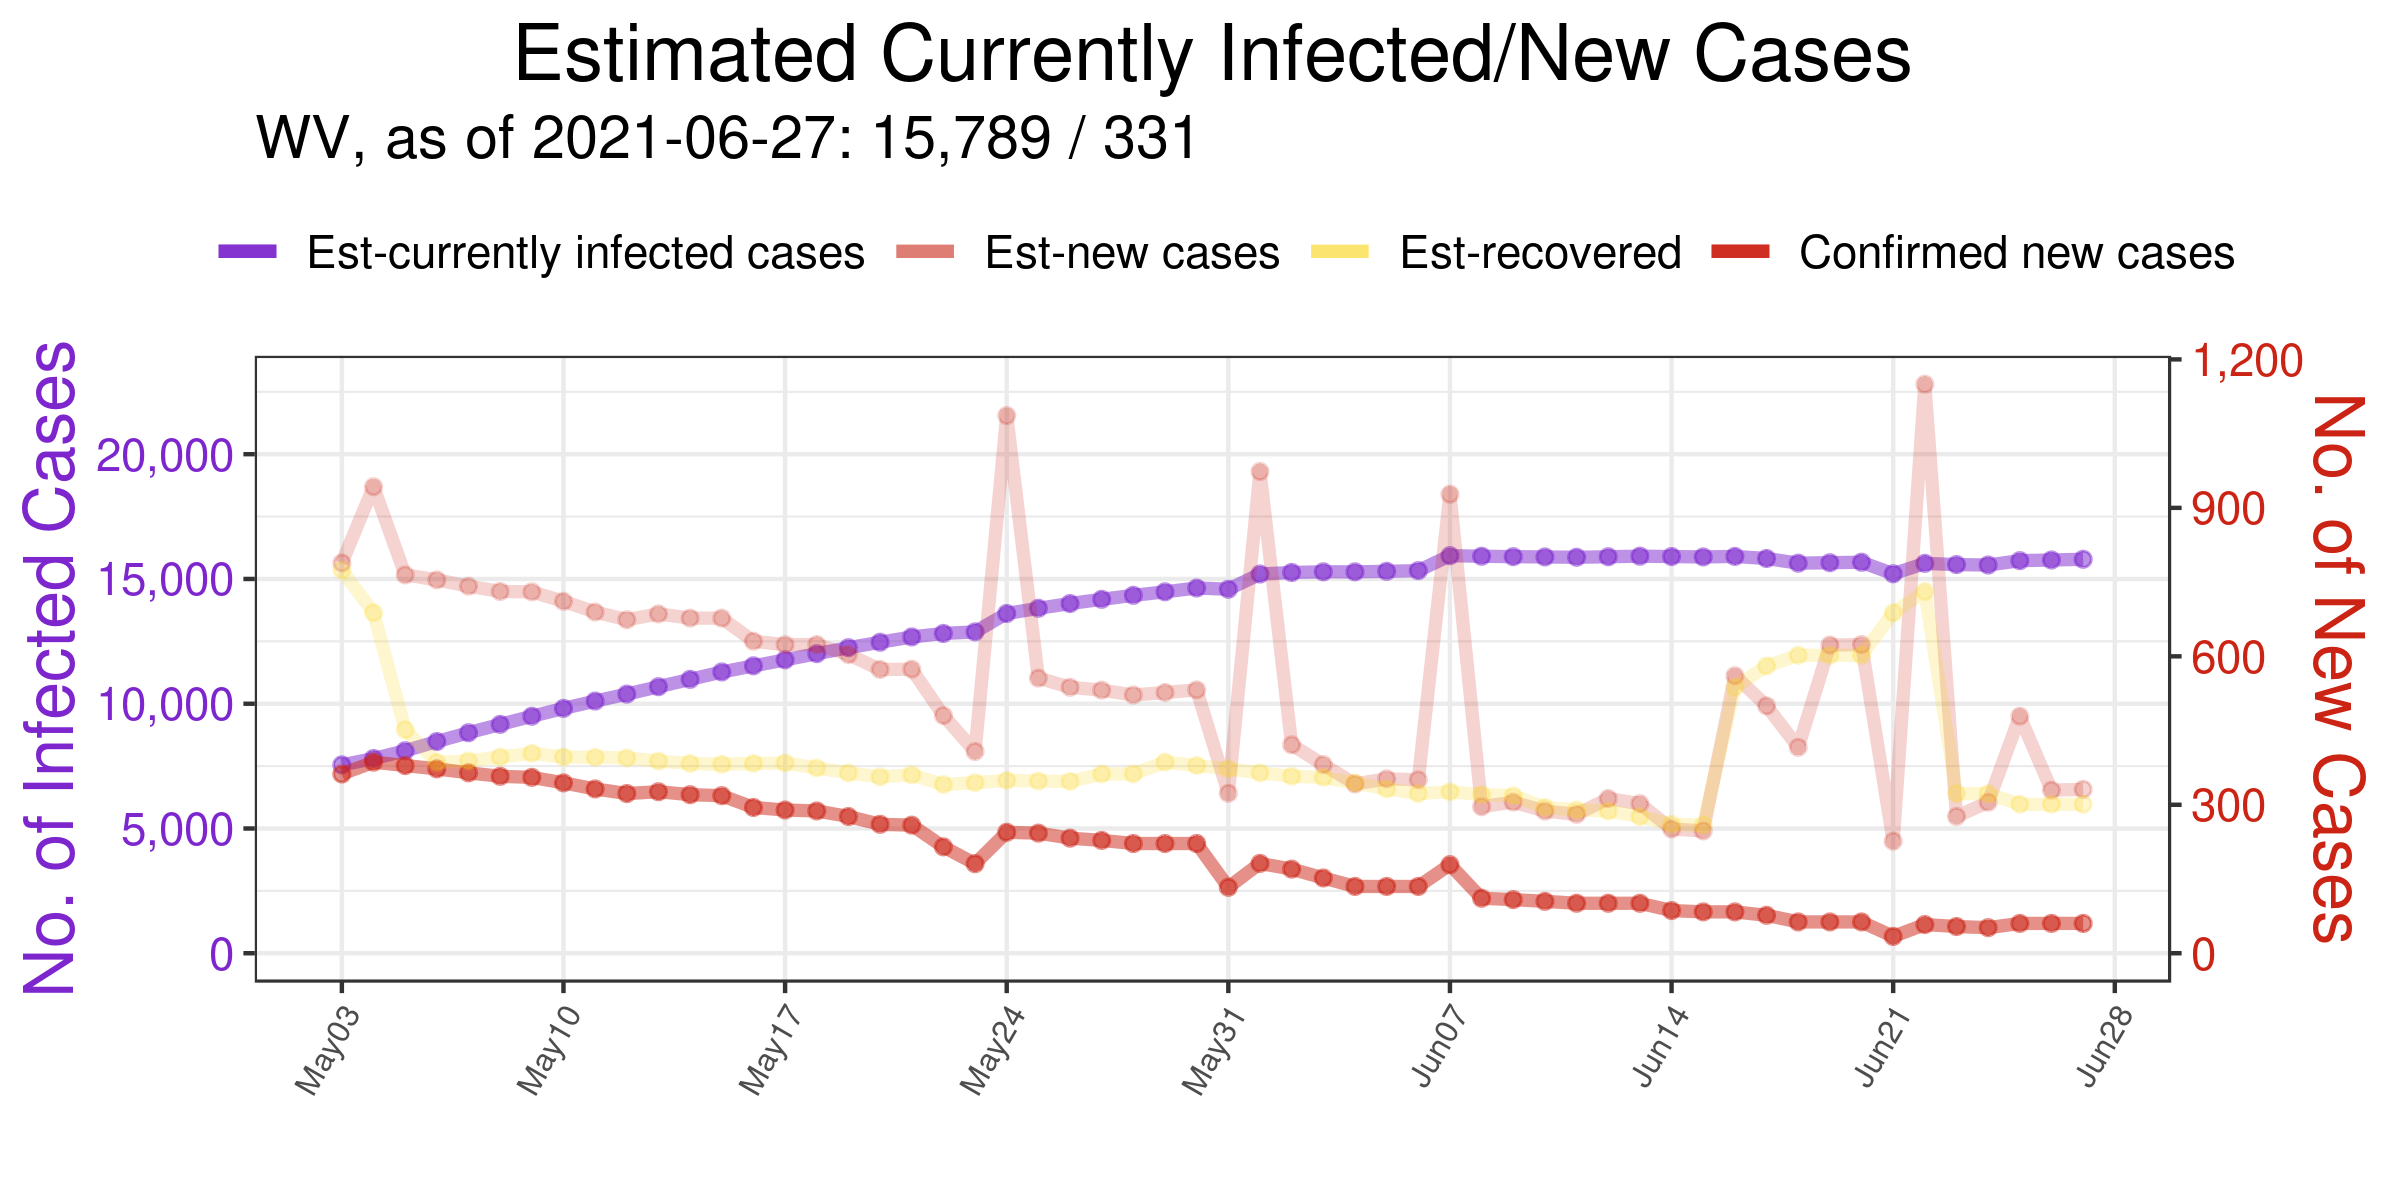 Estimated Currently Infected/New Cases
WV, as of 2021-06-27: 15,789 / 331
Est-currently infected cases Est-new cases Est-recovered Confirmed new cases
No. of Infected Cases
20,000
15,000
10,000
5,000
0
1,200
900
600
300
0
No. of New Cases
May03 May10 May17 May24 May31 Jun07 Jun14 Jun21 Jun28